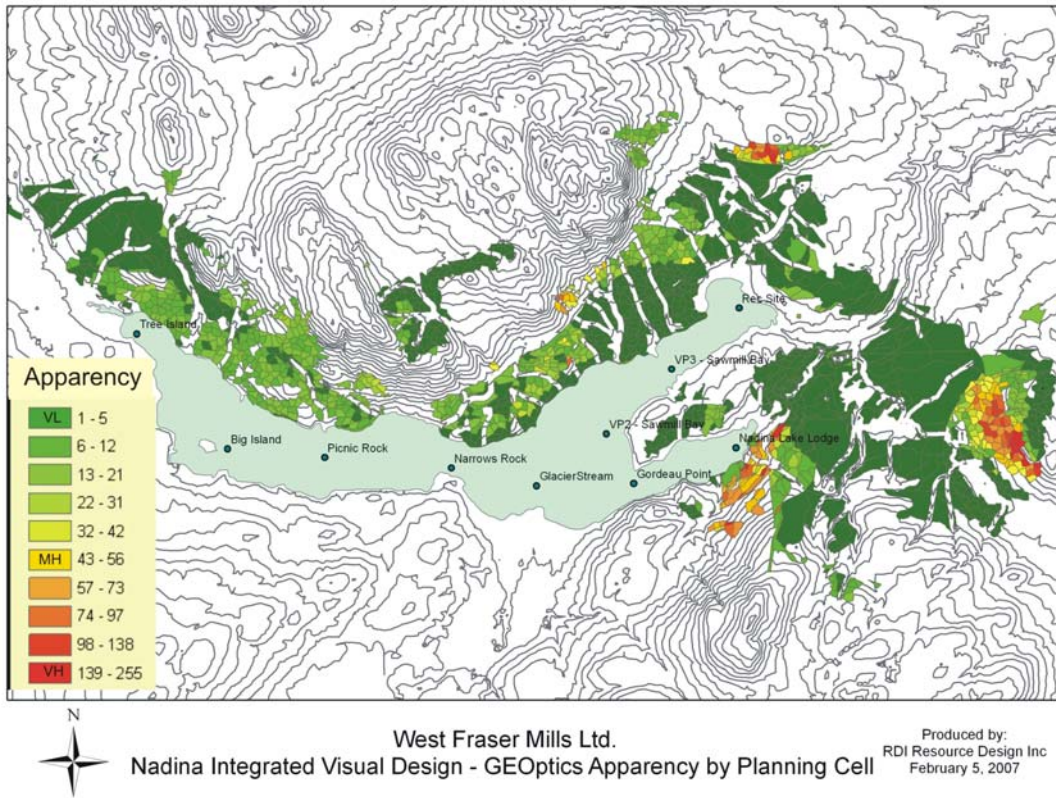 Rec Site
Tree Island
VP3 - Sawmill Bay
VP2 - Sawmill Bay
Big Island
Nadina Lake Lodge
Picnic Rock
Narrows Rock
GlacierStream
Gordeau Point
Apparency
VL 1 - 5
6 - 12
13 - 21
22 - 31
32 - 42
MH 43 - 56
57 - 73
74 - 97
98 - 138
VH 139 - 255
N
West Fraser Mills Ltd.
Nadina Integrated Visual Design - GEOptics Apparency by Planning Cell
Produced by:
RDI Resource Design Inc
February 5, 2007